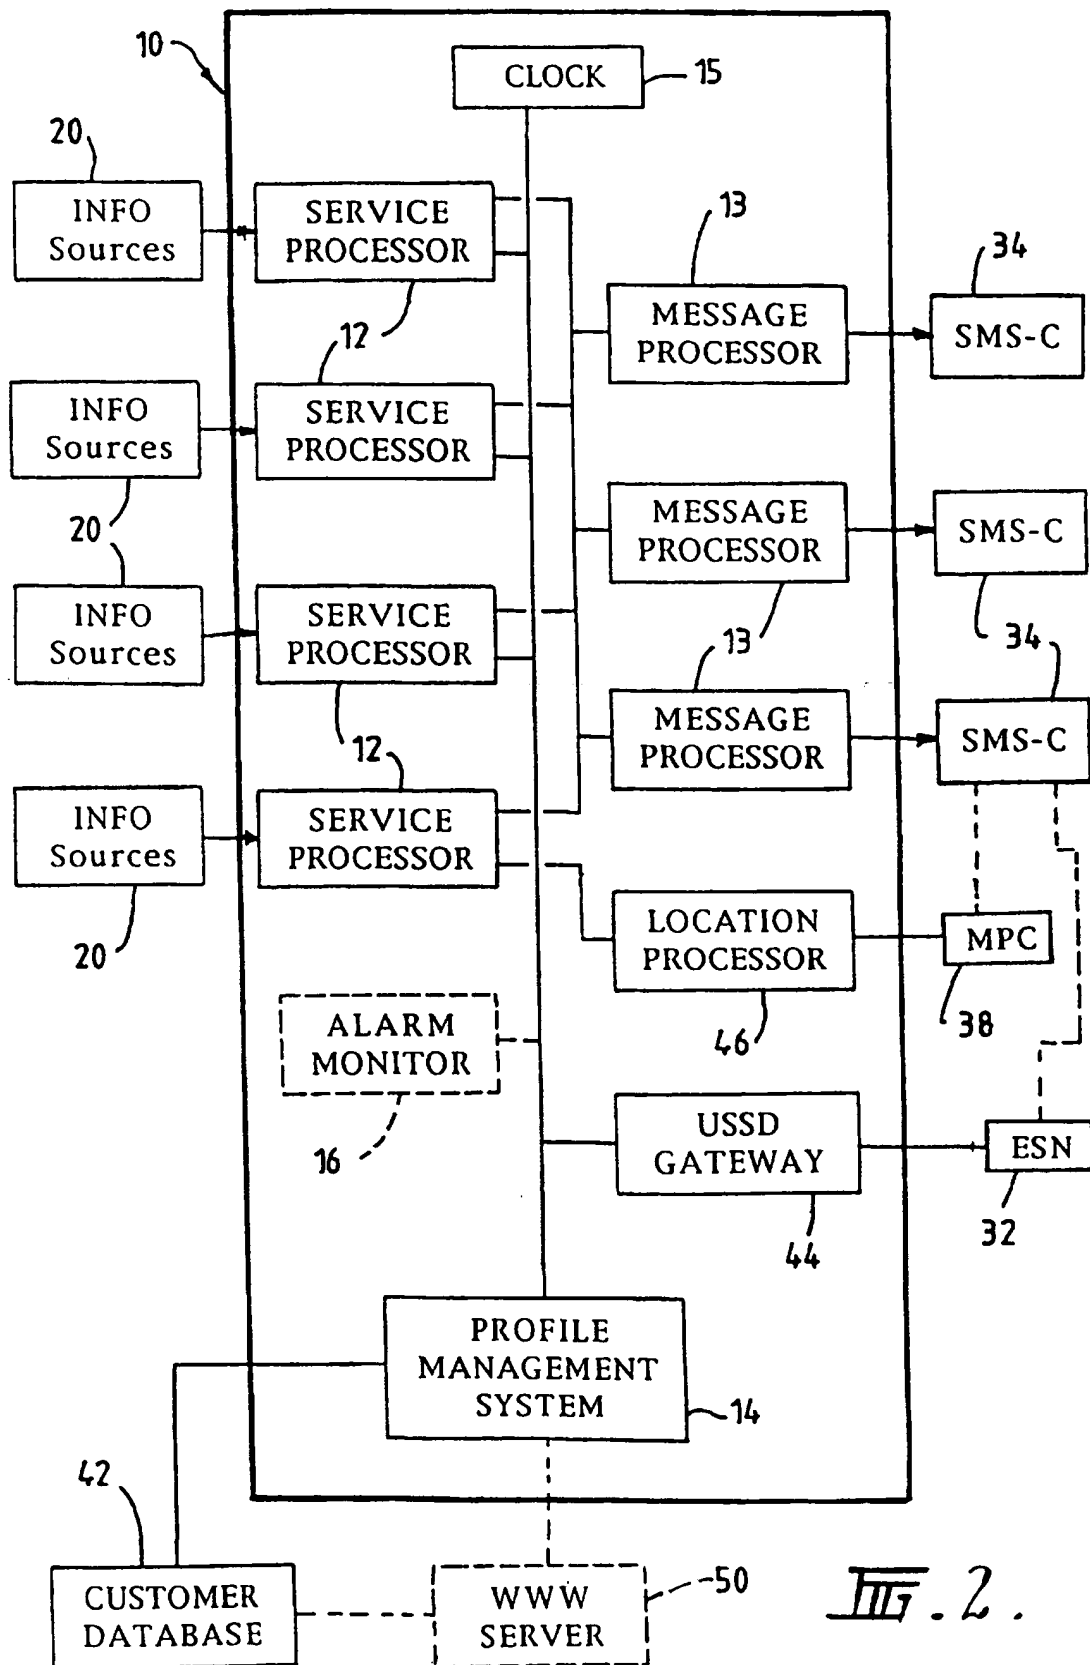 10
CLOCK
15
20
INFO
Sources
SERVICE
PROCESSOR
13
34
12
MESSAGE
PROCESSOR
SMS-C
INFO
Sources
SERVICE
PROCESSOR
20
MESSAGE
PROCESSOR
SMS-C
INFO
Sources
SERVICE
PROCESSOR
13
34
12
MESSAGE
PROCESSOR
SMS-C
INFO
Sources
SERVICE
PROCESSOR
20
LOCATION
PROCESSOR
MPC
46
38
ALARM
MONITOR
16
USSD
GATEWAY
ESN
44
32
PROFILE
MANAGEMENT
SYSTEM
14
42
CUSTOMER
DATABASE
WWW
SERVER
50
FIG. 2.